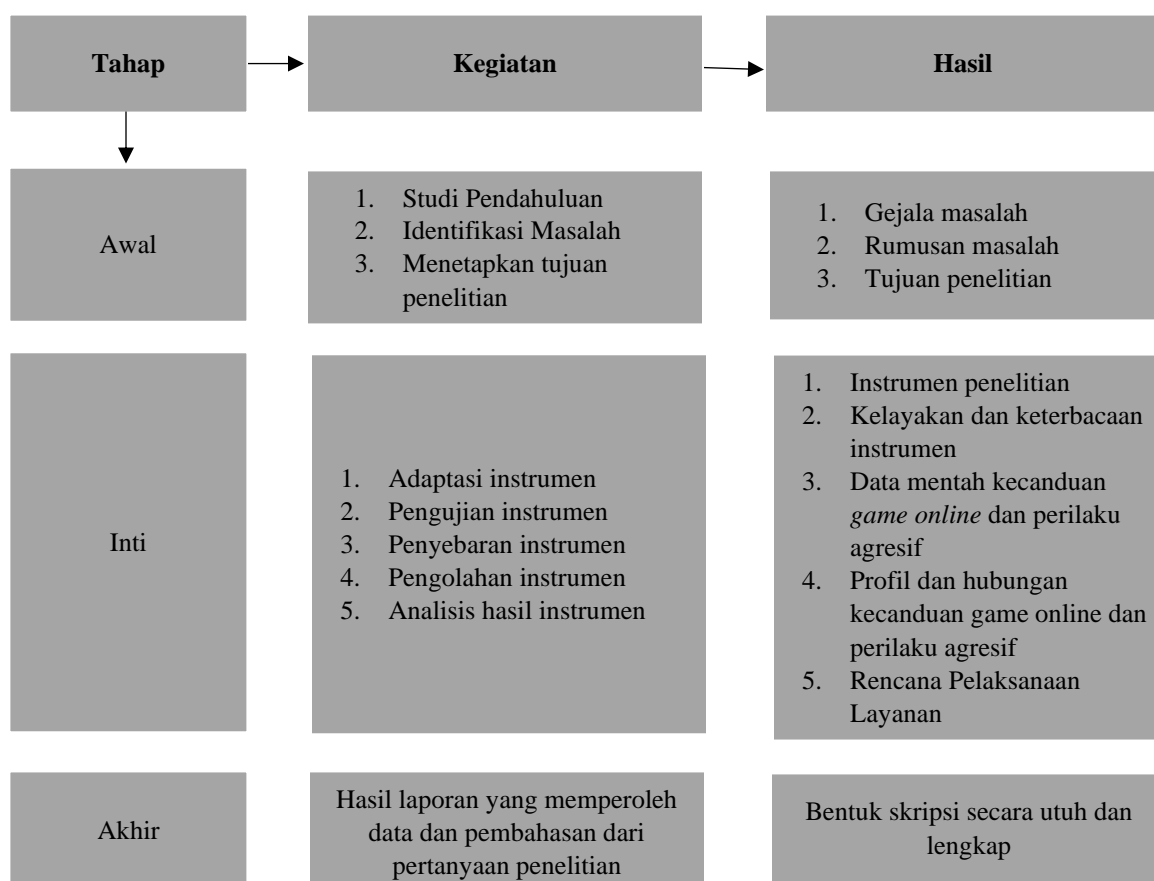 Tahap
Kegiatan
Hasil
Awal
1. Studi Pendahuluan
2. Identifikasi Masalah
3. Menetapkan tujuan
penelitian
1. Gejala masalah
2. Rumusan masalah
3. Tujuan penelitian
Inti
1. Adaptasi instrumen
2. Pengujian instrumen
3. Penyebaran instrumen
4. Pengolahan instrumen
5. Analisis hasil instrumen
1. Instrumen penelitian
2. Kelayakan dan keterbacaan
instrumen
3. Data mentah kecanduan
game online dan perilaku
agresif
4. Profil dan hubungan
kecanduan game online dan
perilaku agresif
5. Rencana Pelaksanaan
Layanan
Akhir
Hasil laporan yang memperoleh
data dan pembahasan dari
pertanyaan penelitian
Bentuk skripsi secara utuh dan
lengkap